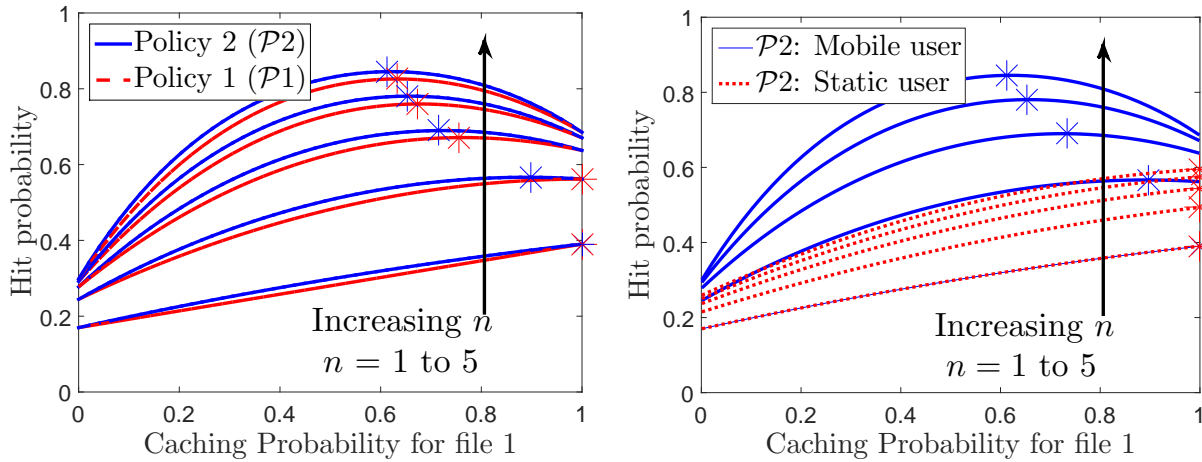 Hit probability
1
0.8
0.6
0.4
0.2
0
Policy 2 (𝒫2)
Policy 1 (𝒫1)
Increasing n
n = 1 to 5
0 0.2 0.4 0.6 0.8 1
Caching Probability for file 1
Hit probability
1
0.8
0.6
0.4
0.2
0
𝒫2: Mobile user
𝒫2: Static user
Increasing n
n = 1 to 5
0 0.2 0.4 0.6 0.8 1
Caching Probability for file 1